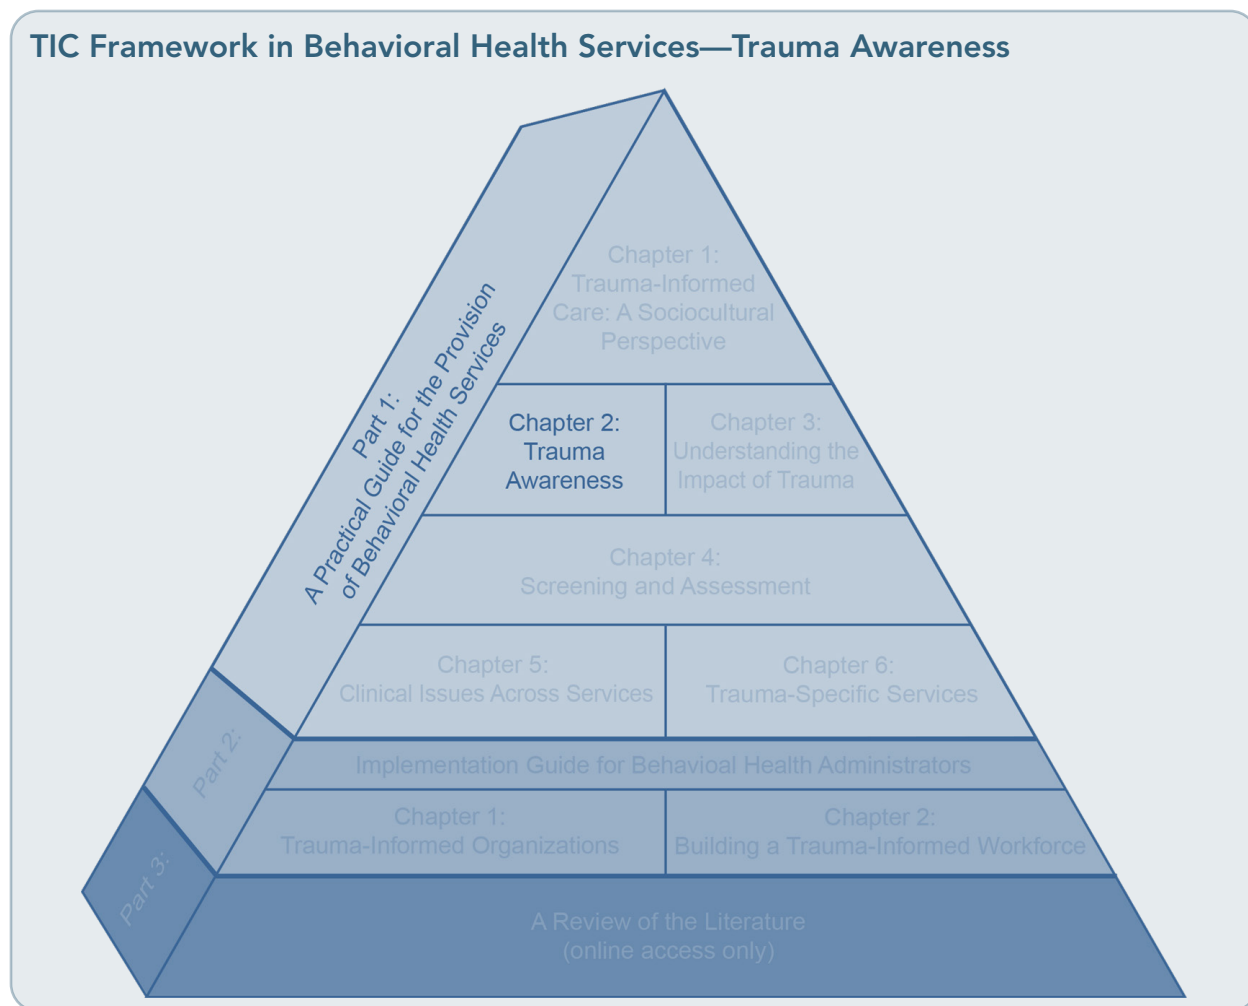 TIC Framework in Behavioral Health Services—Trauma Awareness
Part 1:
A Practical Guide for the Provision
of Behavioral Health Services
Chapter 1:
Trauma-Informed
Care: A Sociocultural
Perspective
Chapter 2:
Trauma
Awareness
Chapter 3:
Understanding the
Impact of Trauma
Chapter 4:
Screening and Assessment
Chapter 5:
Clinical Issues Across Services
Chapter 6:
Trauma-Specific Services
Part 2:
Implementation Guide for Behavioal Health Administrators
Chapter 1:
Trauma-Informed Organizations
Chapter 2:
Building a Trauma-Informed Workforce
Part 3:
A Review of the Literature
(online access only)